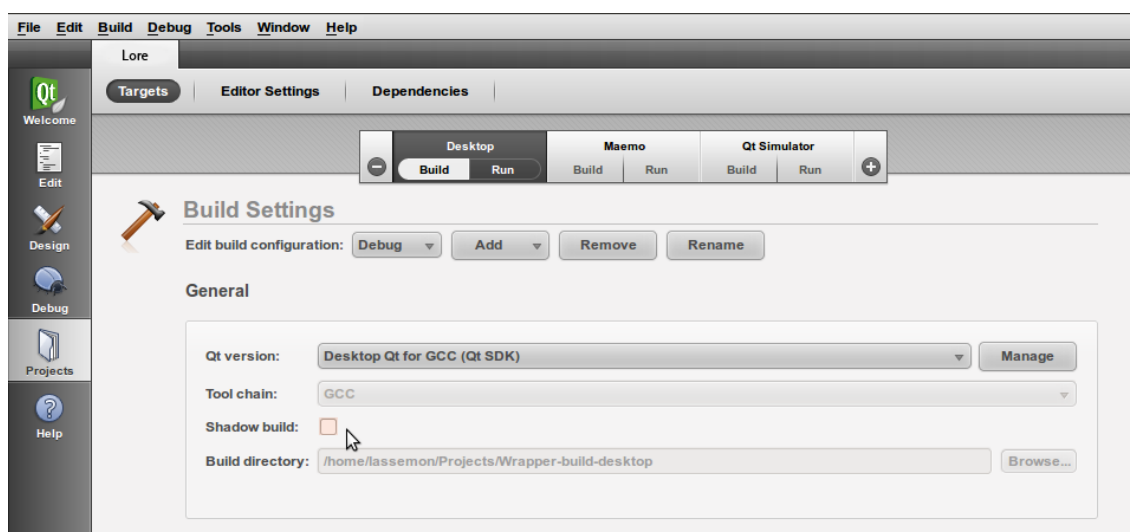 File Edit Build Debug Tools Window Help
Lore
Qt
Welcome
Edit
Design
Debug
Projects
Help
Targets Editor Settings Dependencies
Desktop
Build Run
Maemo
Build Run
Qt Simulator
Build Run
Build Settings
Edit build configuration: Debug Add Remove Rename
General
Qt version: Desktop Qt for GCC (Qt SDK) Manage
Tool chain: GCC
Shadow build:
Build directory: /home/lassemon/Projects/Wrapper-build-desktop Browse...